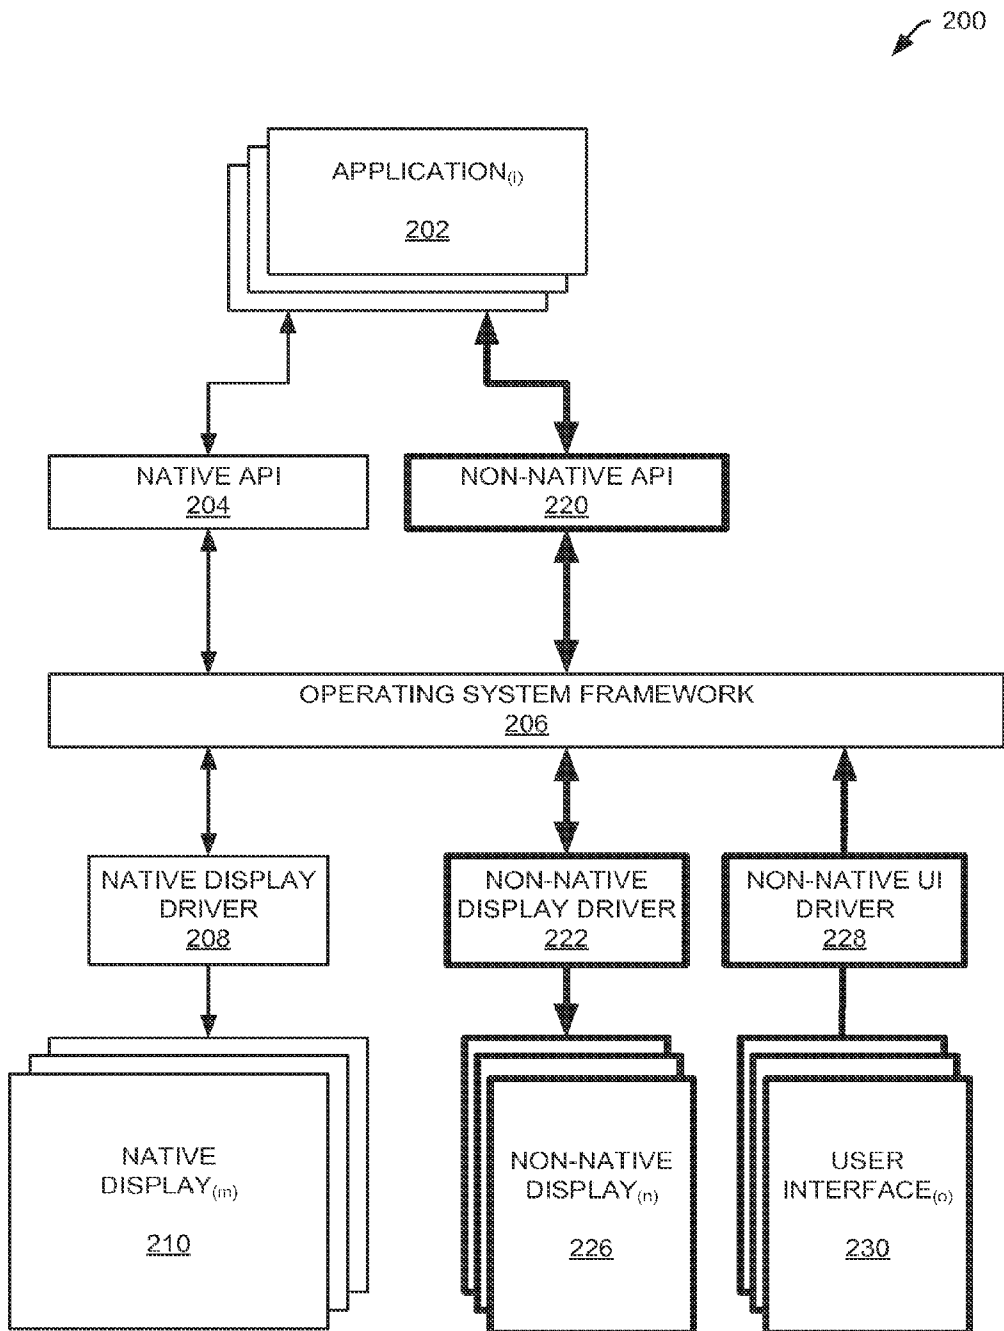 200
APPLICATION(i)
202
NATIVE API
204
NON-NATIVE API
220
OPERATING SYSTEM FRAMEWORK
206
NATIVE DISPLAY
DRIVER
208
NON-NATIVE
DISPLAY DRIVER
222
NON-NATIVE UI
DRIVER
228
NATIVE
DISPLAY(m)
210
NON-NATIVE
DISPLAY(n)
226
USER
INTERFACE(o)
230